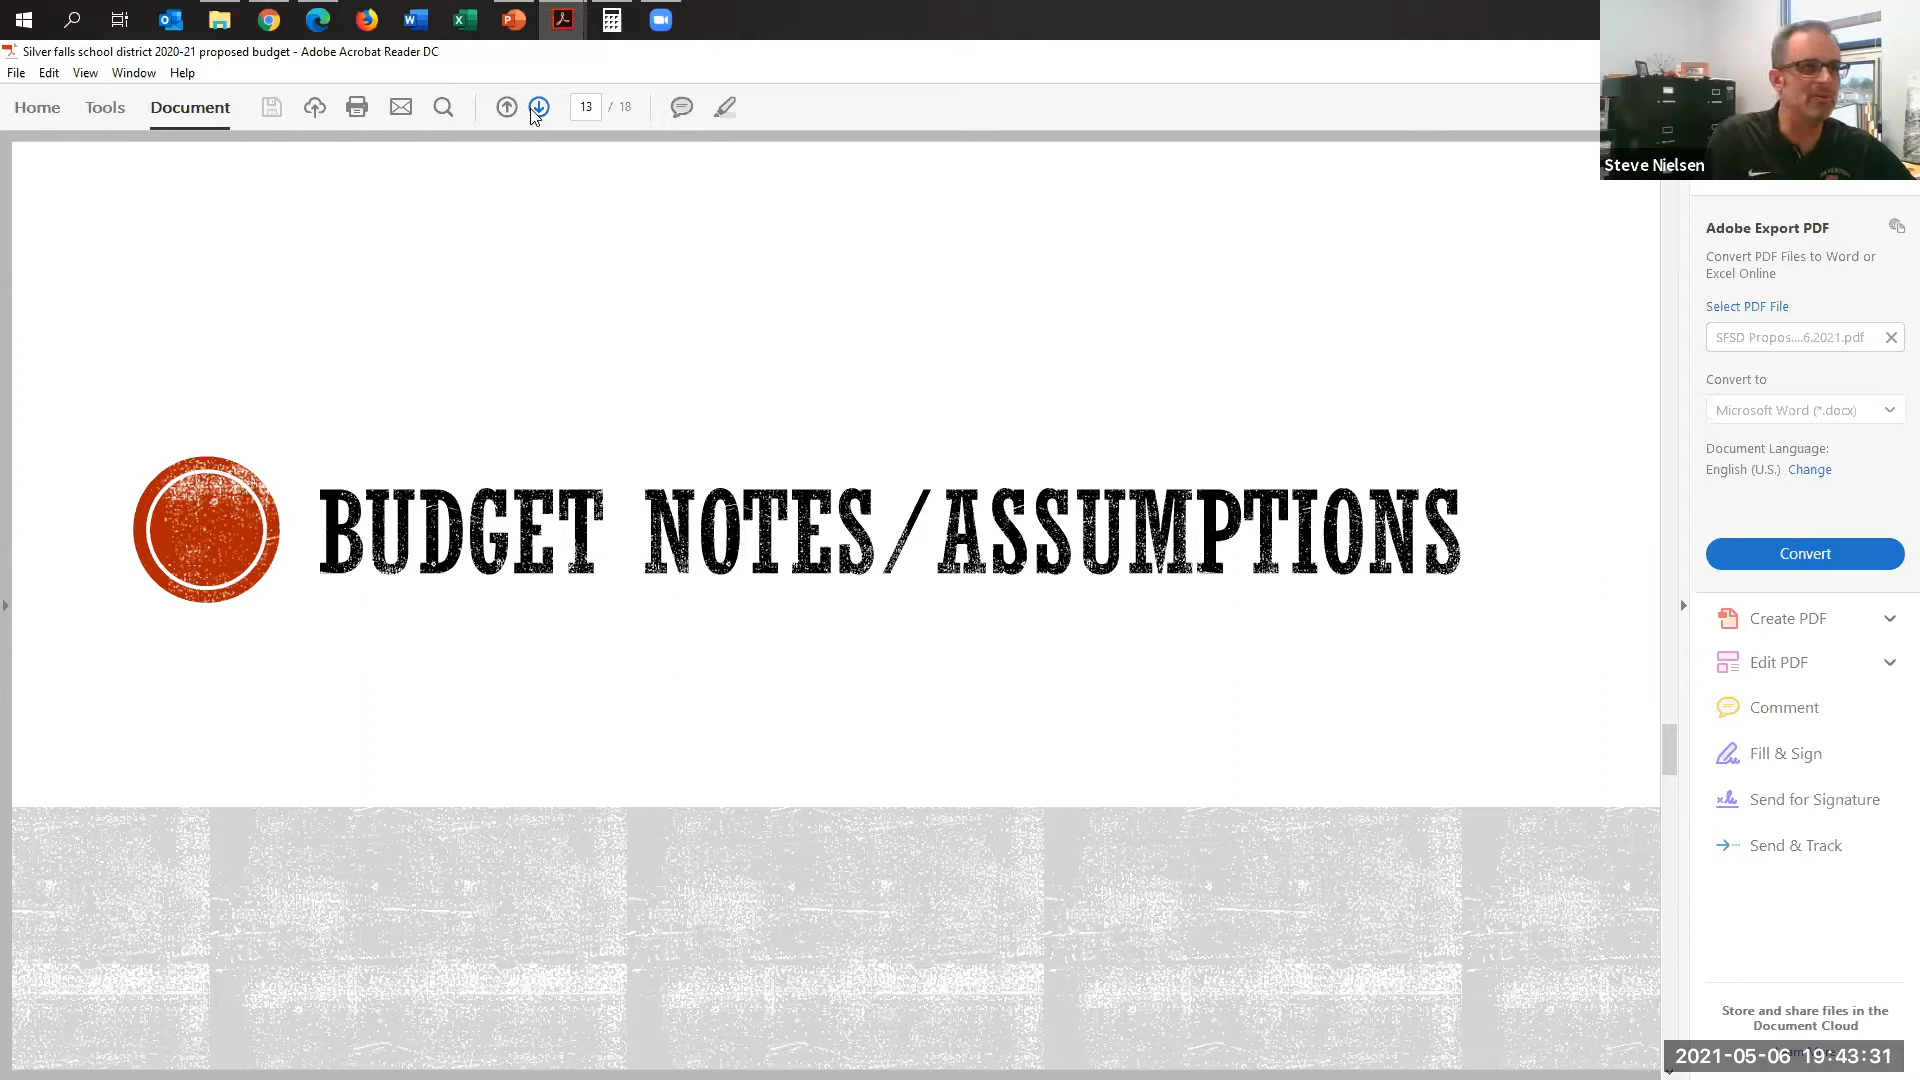 Silver falls school district 2020-21 proposed budget - Adobe Acrobat Reader DC
File Edit View Window Help
Home Tools Document 13 / 18
Steve Nielsen
BUDGET NOTES/ASSUMPTIONS
Adobe Export PDF
Convert PDF Files to Word or
Excel Online
Select PDF File
SFSD Propos....6.2021.pdf
Convert to
Microsoft Word (*.docx)
Document Language:
English (U.S.) Change
Convert
Create PDF
Edit PDF
Comment
Fill & Sign
Send for Signature
Send & Track
Store and share files in the
Document Cloud
2021-05-06 19:43:31